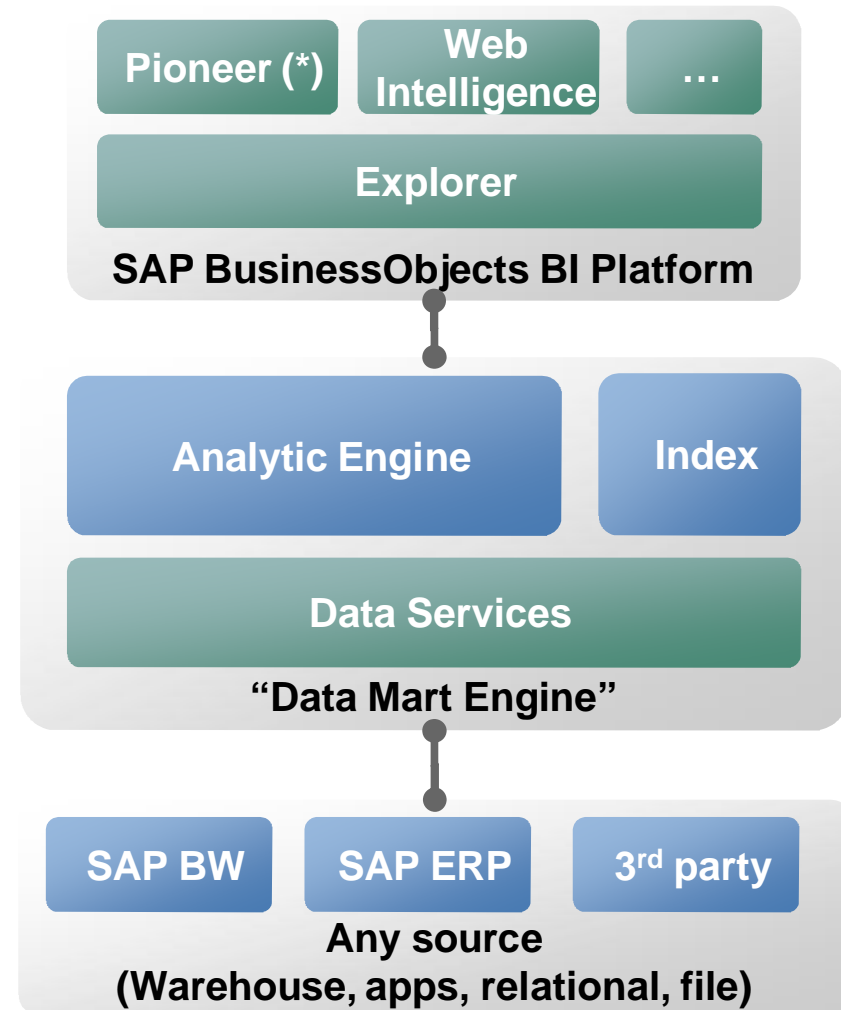 Pioneer (*)
Web
Intelligence
...
Explorer
SAP BusinessObjects BI Platform
Analytic Engine
Index
Data Services
“Data Mart Engine”
SAP BW
SAP ERP
3rd party
Any source
(Warehouse, apps, relational, file)